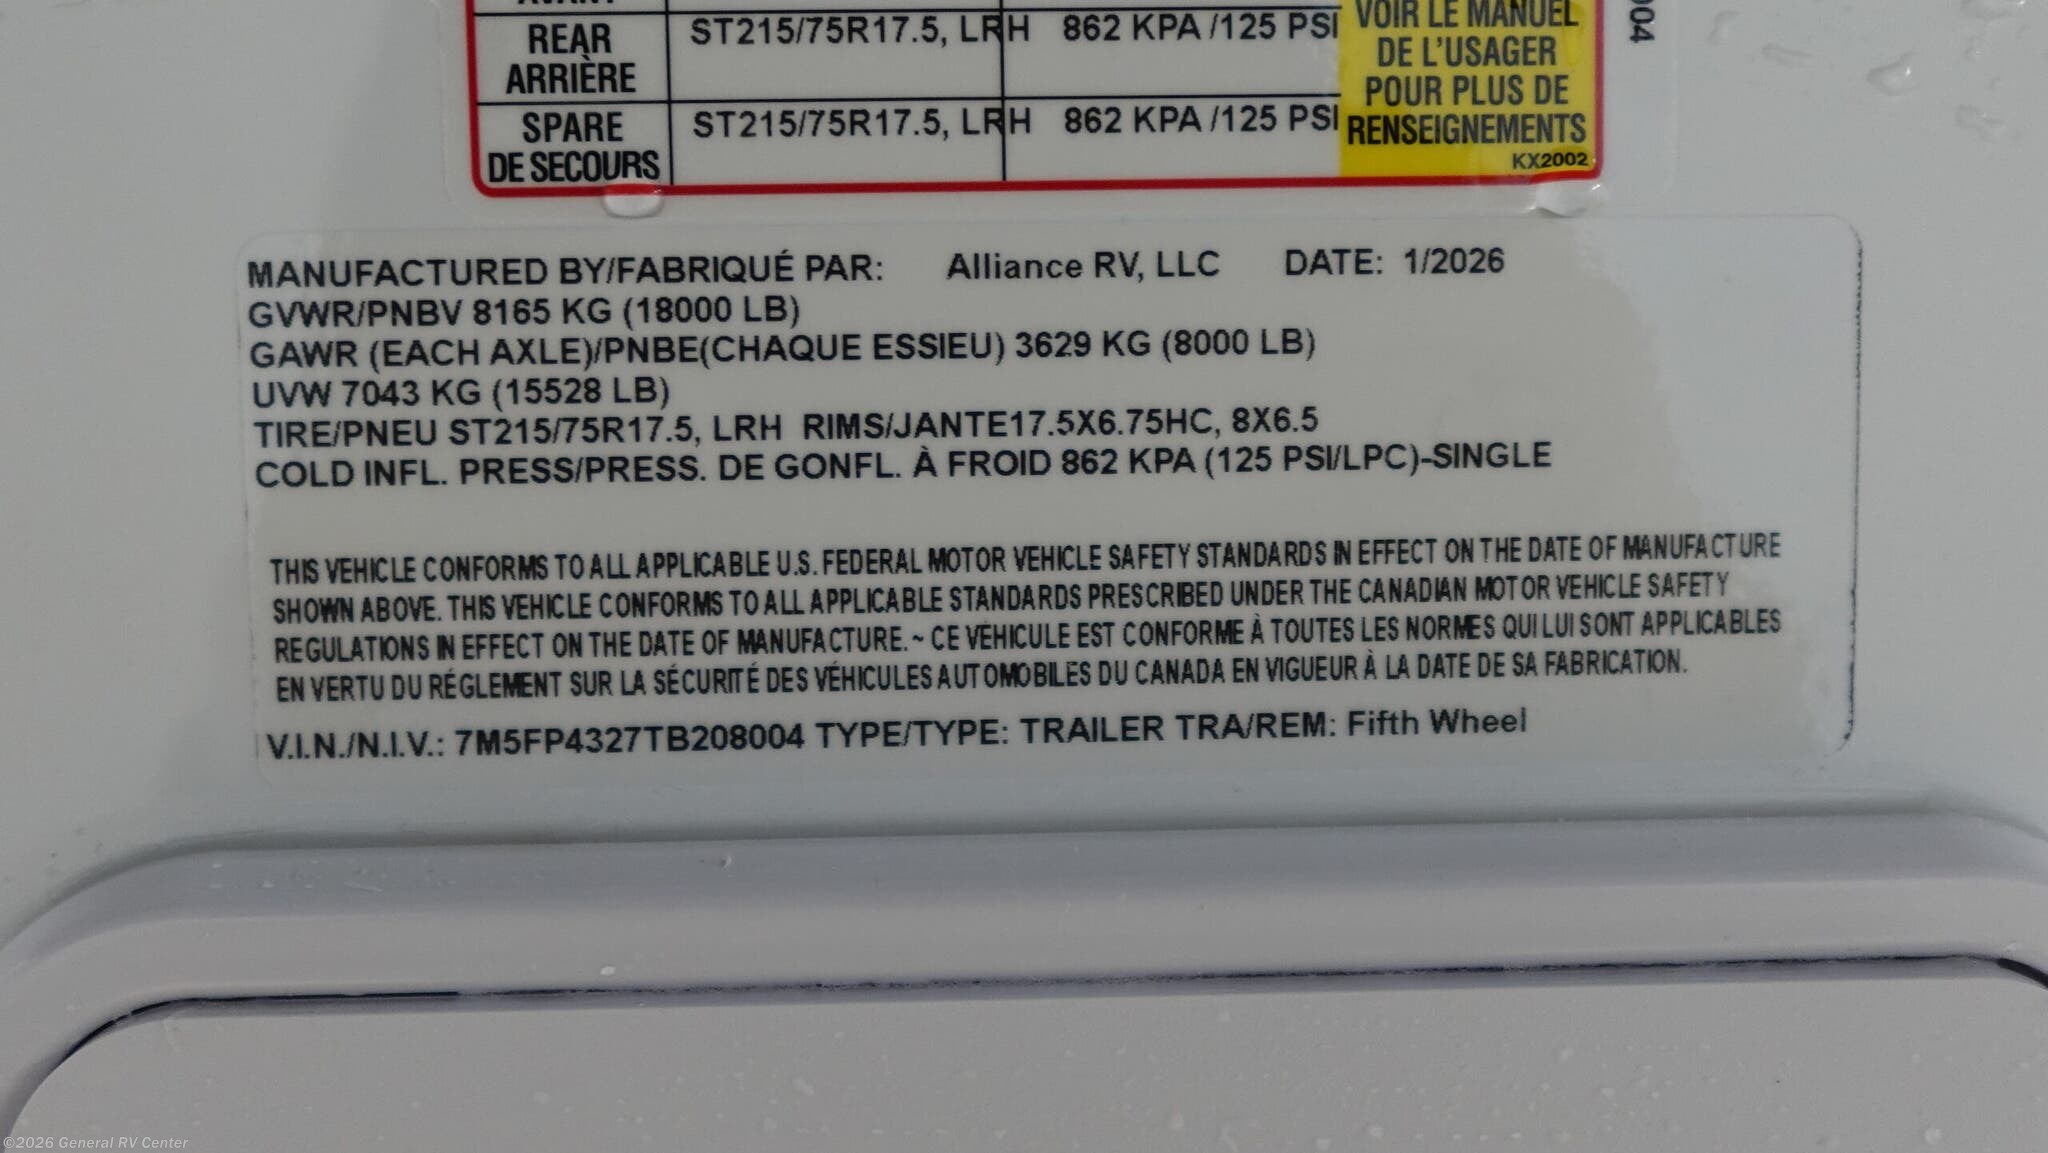 AVANT
REAR ST215/75R17.5, LRH 862 KPA /125 PSI
ARRIÈRE
SPARE ST215/75R17.5, LRH 862 KPA /125 PSI
DE SECOURS
VOIR LE MANUEL
DE L'USAGER
POUR PLUS DE
RENSEIGNEMENTS
KX2002
004
MANUFACTURED BY/FABRIQUÉ PAR: Alliance RV, LLC DATE: 1/2026
GVWR/PNBV 8165 KG (18000 LB)
GAWR (EACH AXLE)/PNBE(CHAQUE ESSIEU) 3629 KG (8000 LB)
UVW 7043 KG (15528 LB)
TIRE/PNEU ST215/75R17.5, LRH RIMS/JANTE17.5X6.75HC, 8X6.5
COLD INFL. PRESS/PRESS. DE GONFL. À FROID 862 KPA (125 PSI/LPC)-SINGLE
THIS VEHICLE CONFORMS TO ALL APPLICABLE U.S. FEDERAL MOTOR VEHICLE SAFETY STANDARDS IN EFFECT ON THE DATE OF MANUFACTURE
SHOWN ABOVE. THIS VEHICLE CONFORMS TO ALL APPLICABLE STANDARDS PRESCRIBED UNDER THE CANADIAN MOTOR VEHICLE SAFETY
REGULATIONS IN EFFECT ON THE DATE OF MANUFACTURE. ~ CE VÉHICULE EST CONFORME À TOUTES LES NORMES QUI LUI SONT APPLICABLES
EN VERTU DU RÉGLEMENT SUR LA SÉCURITÉ DES VÉHICULES AUTOMOBILES DU CANADA EN VIGUEUR À LA DATE DE SA FABRICATION.
V.I.N./N.I.V.: 7M5FP4327TB208004 TYPE/TYPE: TRAILER TRA/REM: Fifth Wheel
©2026 General RV Center